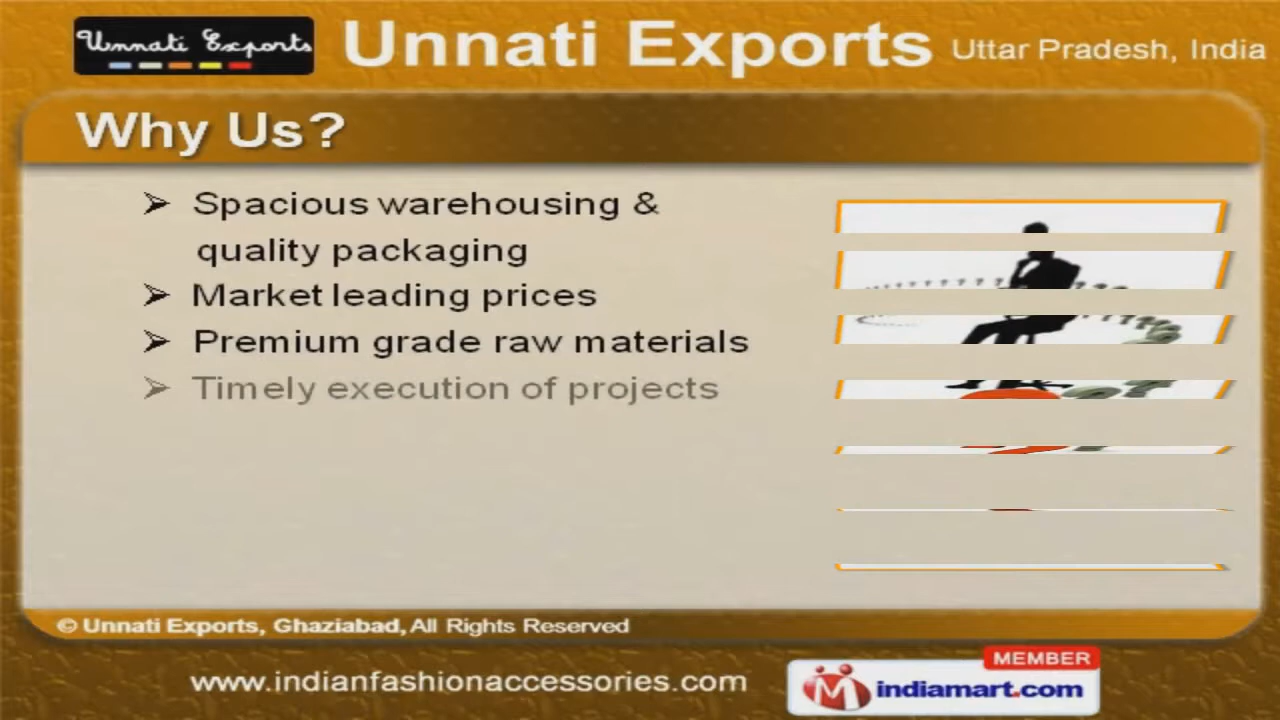 Unnati Exports
Unnati Exports
Uttar Pradesh, India
Why Us?
➢ Spacious warehousing &
quality packaging
➢ Market leading prices
➢ Premium grade raw materials
➢ Timely execution of projects
© Unnati Exports, Ghaziabad, All Rights Reserved
www.indianfashionaccessories.com
MEMBER
indiamart.com